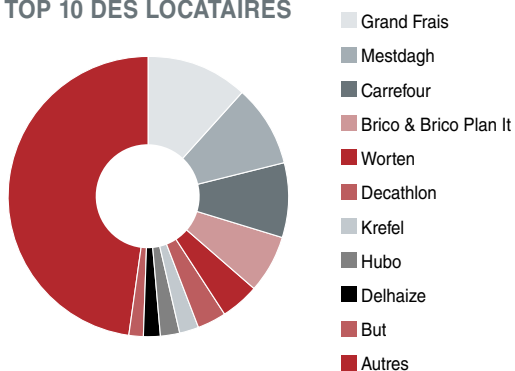 TOP 10 DES LOCATAIRES
Grand Frais
Mestdagh
Carrefour
Brico & Brico Plan It
Worten
Decathlon
Krefel
Hubo
Delhaize
But
Autres